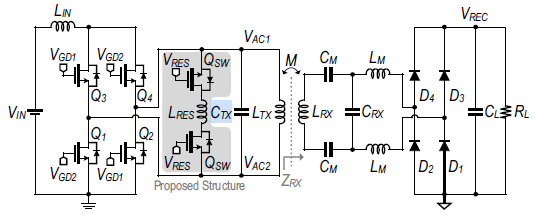 L_IN
V_GD1
V_GD2
Q_3
Q_4
V_IN
Q_1
Q_2
V_GD2
V_GD1
V_RES
Q_SW
L_RES
C_TX
L_TX
V_RES
Q_SW
Proposed Structure
V_AC1
V_AC2
M
L_RX
Z_RX
C_M
L_M
C_RX
C_M
L_M
V_REC
D_4
D_3
D_2
D_1
C_L
R_L